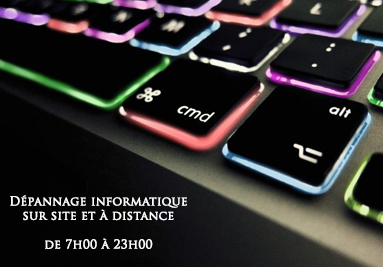 K
L
:
;
.
,
⌘
cmd
alt
⌥
DÉPANNAGE INFORMATIQUE
SUR SITE ET À DISTANCE
DE 7H00 À 23H00